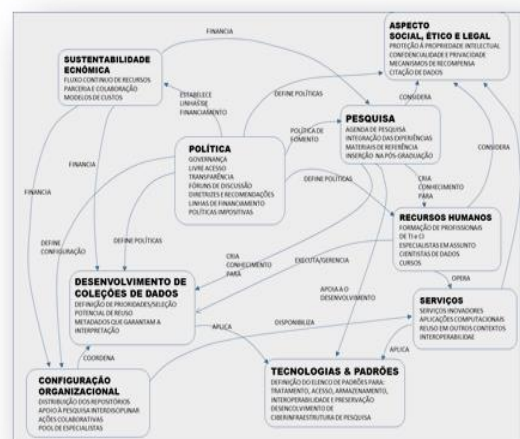 ASPECTO
SOCIAL, ÉTICO E LEGAL
PROTEÇÃO À PROPRIEDADE INTELECTUAL
CONFIDENCIALIDADE E PRIVACIDADE
MECANISMOS DE RECOMPENSA
CITAÇÃO DE DADOS
FINANCIA
SUSTENTABILIDADE
ECNÔMICA
FLUXO CONTINUO DE RECURSOS
PARCERIA E COLABORAÇÃO
MODELOS DE CUSTOS
ESTABELECE
LINHAS DE
FINANCIAMENTO
DEFINE POLÍTICAS
CONSIDERA
PESQUISA
AGENDA DE PESQUISA
INTEGRAÇÃO DAS EXPERIÊNCIAS
MATERIAIS DE REFERÊNCIA
INSERÇÃO NA PÓS-GRADUAÇÃO
POLÍTICA DE
FOMENTO
CONSIDERA
POLÍTICA
GOVERNANÇA
LIVRE ACESSO
TRANSPARÊNCIA
FÓRUNS DE DISCUSSÃO
DIRETRIZES E RECOMENDAÇÕES
LINHAS DE FINANCIAMENTO
POLÍTICAS IMPOSITIVAS
FINANCIA
FINANCIA
DEFINE POLÍTICAS
CRIA
CONHECIMENTO
PARA
RECURSOS HUMANOS
FORMAÇÃO DE PROFISSIONAIS
DE TI e CI
ESPECIALISTAS EM ASSUNTO
CIENTISTAS DE DADOS
CURSOS
DEFINE
CONFIGURAÇÃO
DEFINE POLÍTICAS
CRIA
CONHECIMENTO
PARA
EXECUTA/GERENCIA
OPERA
DESENVOLVIMENTO DE
COLEÇÕES DE DADOS
DEFINIÇÃO DE PRIORIDADES/SELEÇÃO
POTENCIAL DE REUSO
METADADOS QUE GARANTAM A
INTERPRETAÇÃO
APOIA A O
DESENVOLVIMENTO
SERVIÇOS
SERVIÇOS INOVADORES
APLICAÇÕES COMPUTACIONAIS
REUSO EM OUTROS CONTEXTOS
INTEROPERABILIDAE
APLICA
DISPONIBILIZA
COORDENA
APLICA
CONFIGURAÇÃO
ORGANIZACIONAL
DISTRIBUIÇÃO DOS REPOSITÓRIOS
APOIO À PESQUISA INTERDISCIPLINAR
AÇÕES COLABORATIVAS
POOL DE ESPECIALISTAS
TECNOLOGIAS & PADRÕES
DEFINIÇÃO DO ELENCO DE PADRÕES PARA:
TRATAMENTO, ACESSO, ARMAZENAMENTO,
INTEROPERABILIDADE E PRESERVAÇÃO
DESENCOLVIMENTO DE
CIBERINFRAESTRUTURA DE PESQUISA